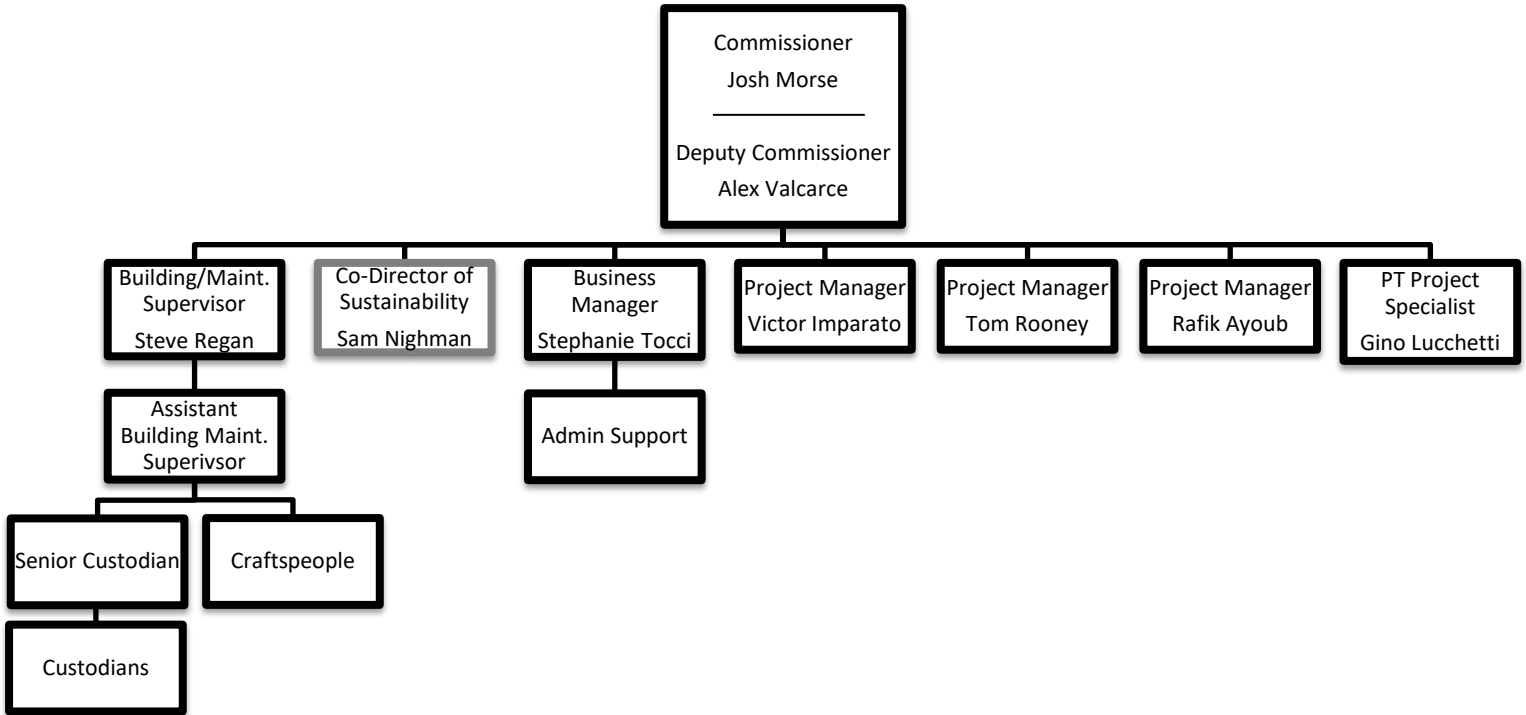 Commissioner
Josh Morse
Deputy Commissioner
Alex Valcarce
Building/Maint.
Supervisor
Steve Regan
Co-Director of
Sustainability
Sam Nighman
Business
Manager
Stephanie Tocci
Project Manager
Victor Imparato
Project Manager
Tom Rooney
Project Manager
Rafik Ayoub
PT Project
Specialist
Gino Lucchetti
Assistant
Building Maint.
Superivsor
Admin Support
Senior Custodian
Craftspeople
Custodians